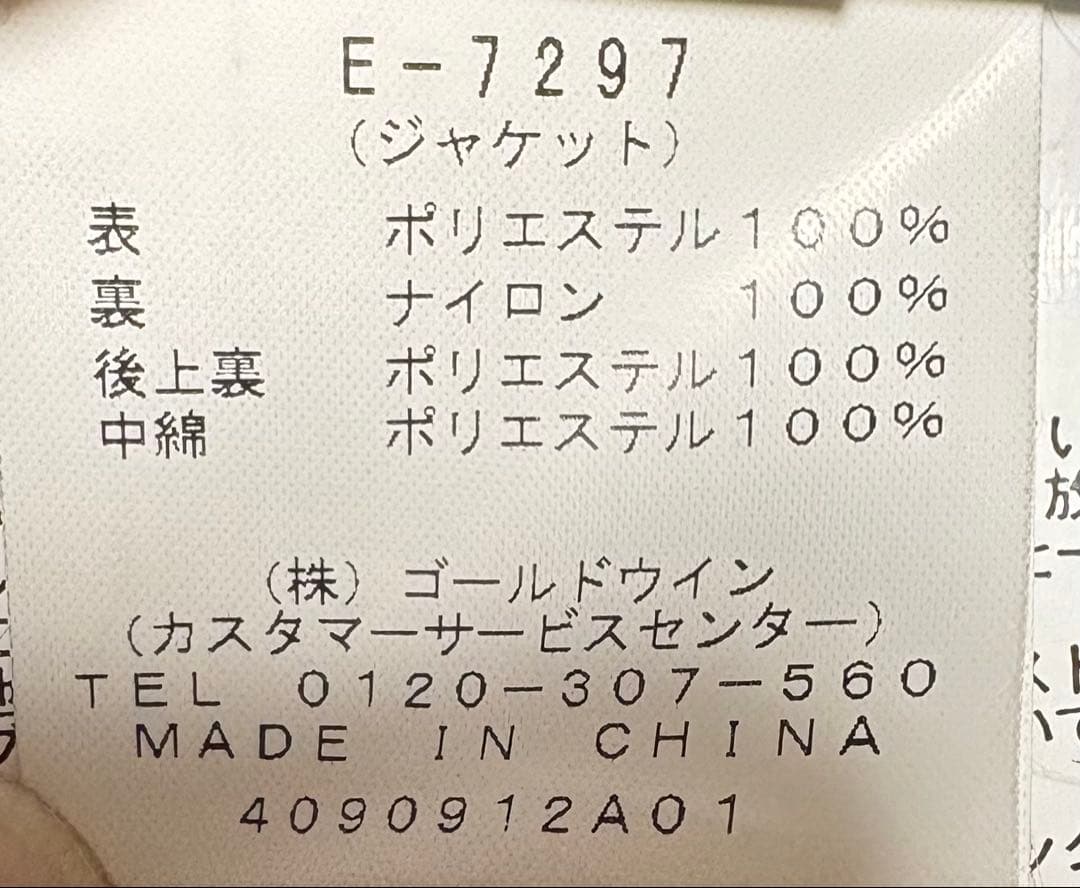 E-7297
(ジャケット)
表 ポリエステル100%
裏 ナイロン 100%
後上裏 ポリエステル100%
中綿 ポリエステル100%
(株) ゴールドウイン
(カスタマーサービスセンター)
TEL 0120-307-560
MADE IN CHINA
4090912A01